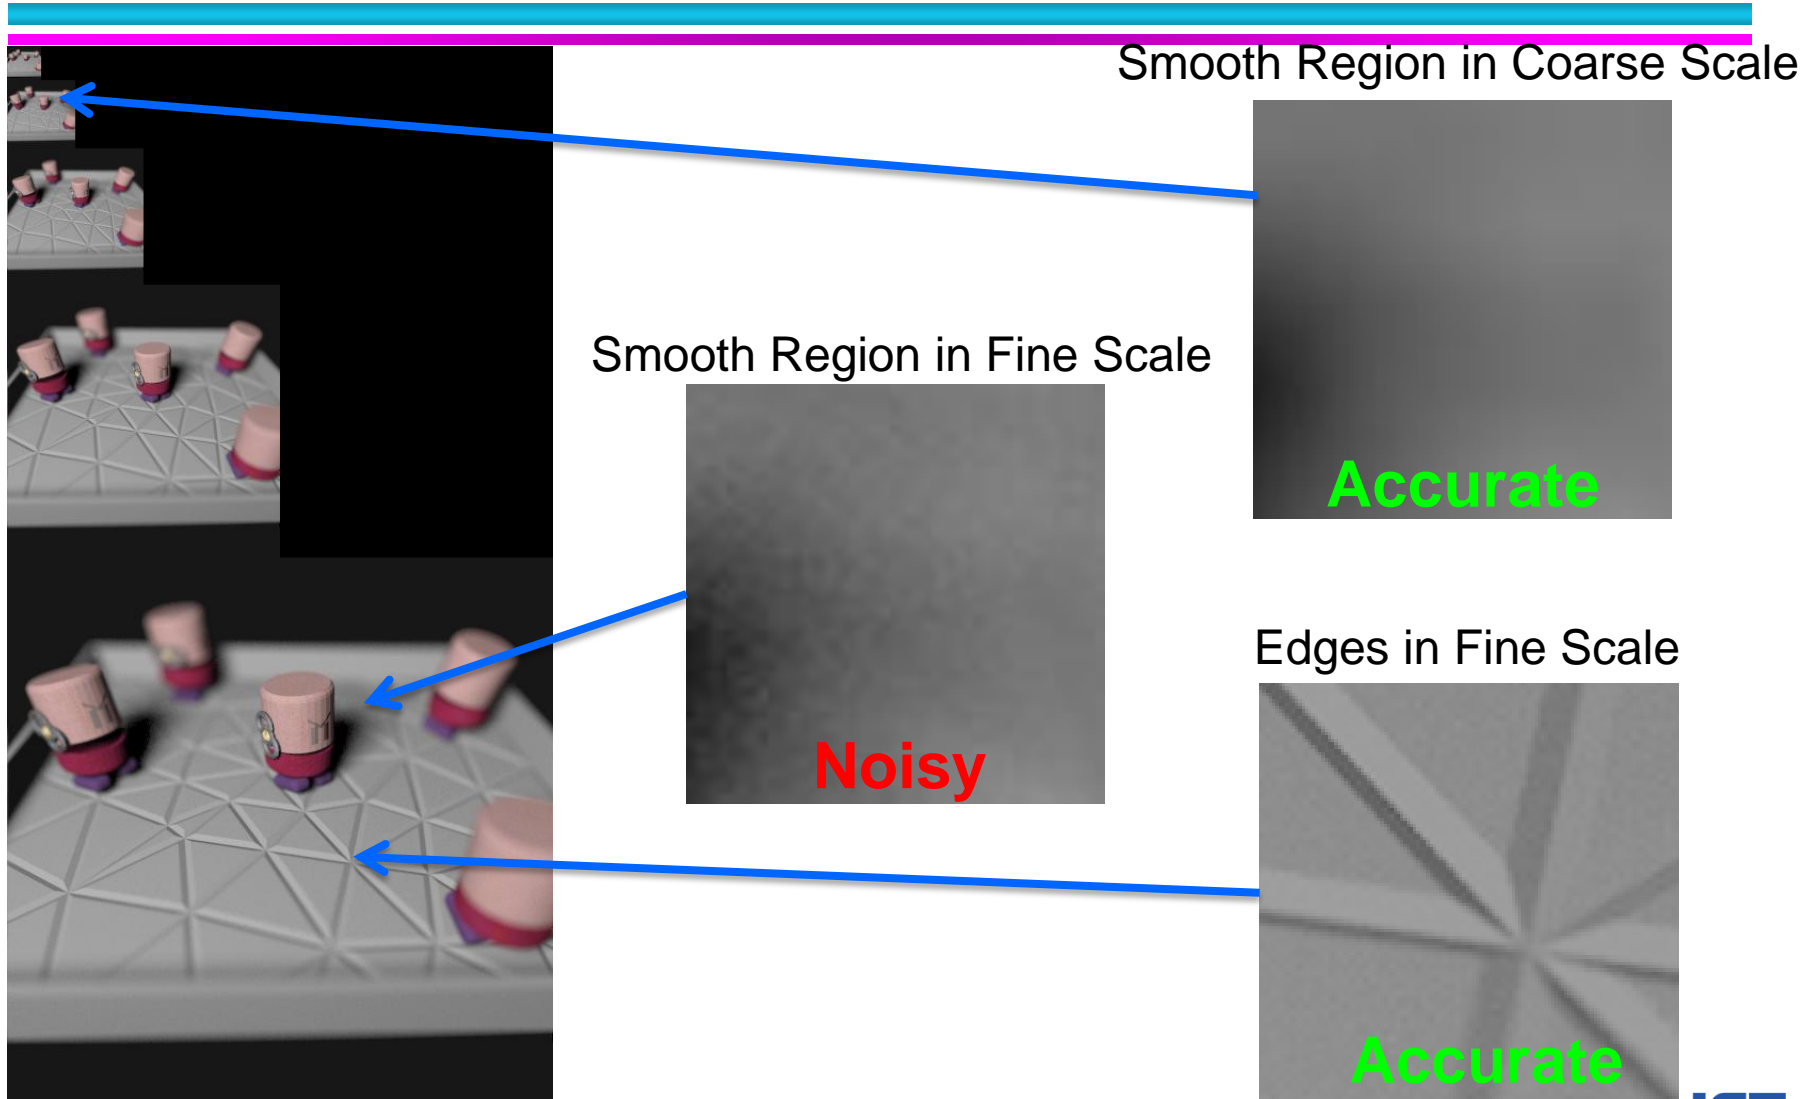 Smooth Region in Coarse Scale
Accurate
Smooth Region in Fine Scale
Noisy
Edges in Fine Scale
Accurate